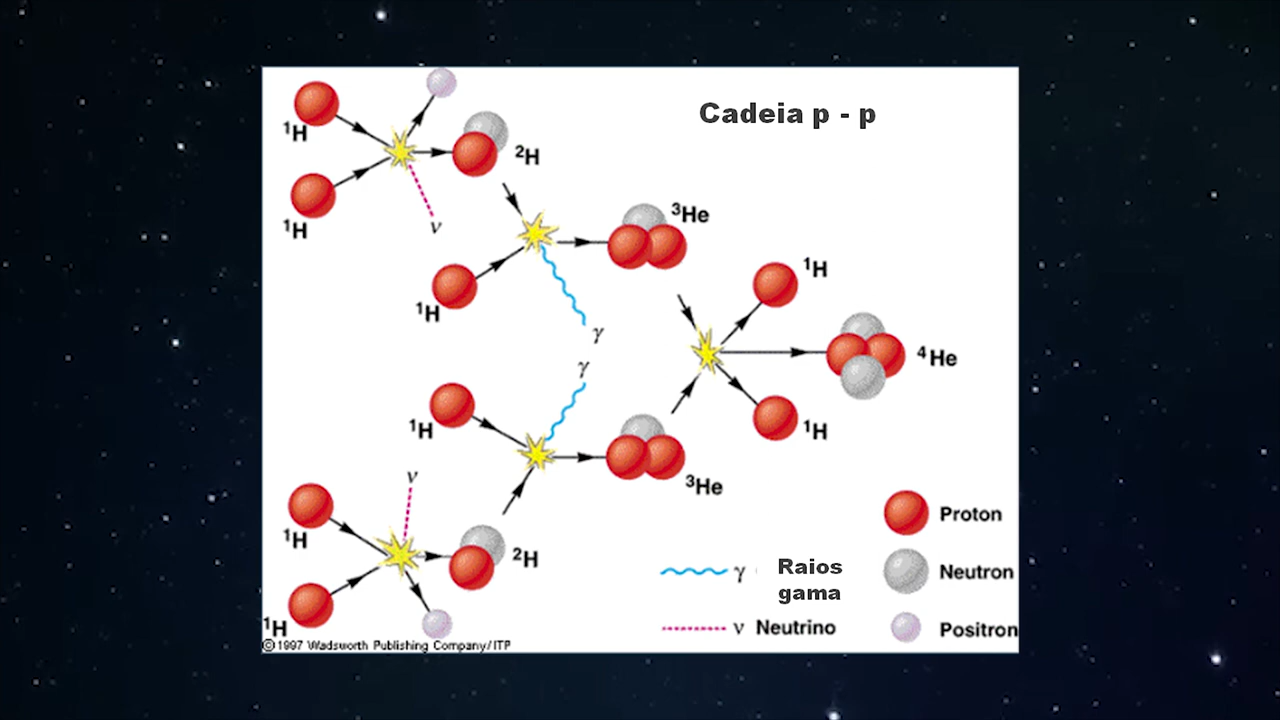 Cadeia p - p
¹H
¹H
²H
ν
³He
¹H
γ
¹H
γ
⁴He
¹H
¹H
³He
ν
¹H
²H
¹H
Proton
γ Raios
gama
Neutron
ν Neutrino
Positron
©1997 Wadsworth Publishing Company/ITP